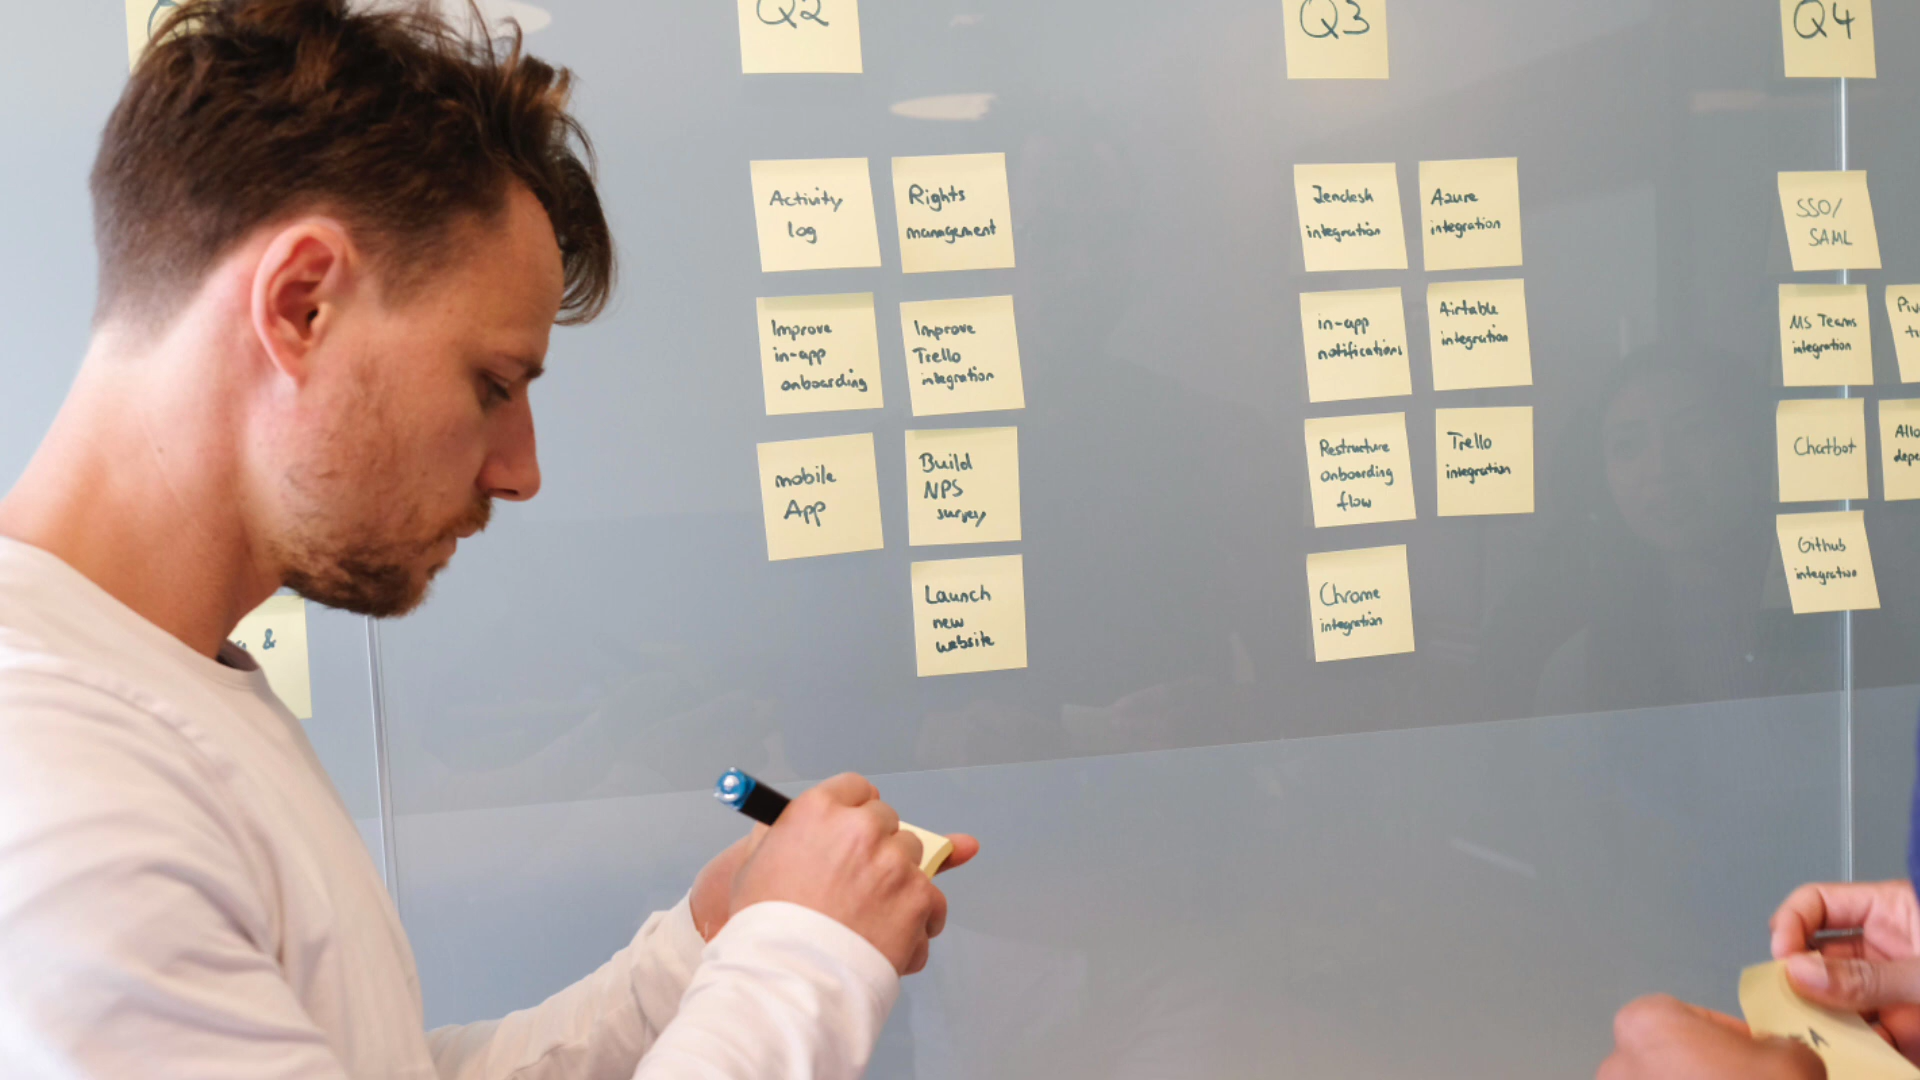 Q2
Activity
log
Rights
management
Improve
in-app
onboarding
Improve
Trello
integration
mobile
App
Build
NPS
survey
Launch
new
website
Q3
Zendesk
integration
Azure
integration
in-app
notifications
Airtable
integration
Restructure
onboarding
flow
Trello
integration
Chrome
integration
Q4
SSO/
SAML
MS Teams
integration
Chatbot
Github
integration
&